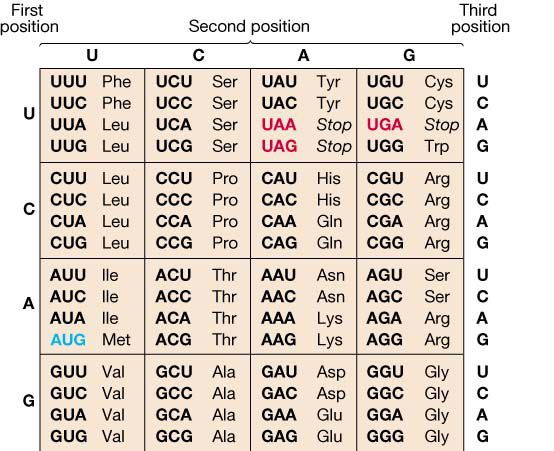 First position
Second position
Third position
U C A G
U
UUU Phe UCU Ser UAU Tyr UGU Cys U
UUC Phe UCC Ser UAC Tyr UGC Cys C
UUA Leu UCA Ser UAA Stop UGA Stop A
UUG Leu UCG Ser UAG Stop UGG Trp G
C
CUU Leu CCU Pro CAU His CGU Arg U
CUC Leu CCC Pro CAC His CGC Arg C
CUA Leu CCA Pro CAA Gln CGA Arg A
CUG Leu CCG Pro CAG Gln CGG Arg G
A
AUU Ile ACU Thr AAU Asn AGU Ser U
AUC Ile ACC Thr AAC Asn AGC Ser C
AUA Ile ACA Thr AAA Lys AGA Arg A
AUG Met ACG Thr AAG Lys AGG Arg G
G
GUU Val GCU Ala GAU Asp GGU Gly U
GUC Val GCC Ala GAC Asp GGC Gly C
GUA Val GCA Ala GAA Glu GGA Gly A
GUG Val GCG Ala GAG Glu GGG Gly G